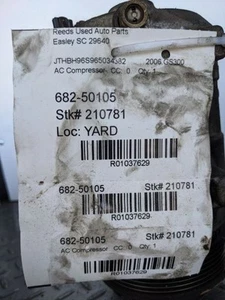 Reeds Used Auto Parts
Easley SC 29640
JTHBH96S965034382 2006 GS300
AC Compressor- CC: 0 Qty: 1
682-50105
Stk# 210781
Loc: YARD
R01037629
682-50105 Stk# 210781
R01037629
682-50105 Stk# 210781
AC Compressor CC: 0 Qty: 1
R01037629